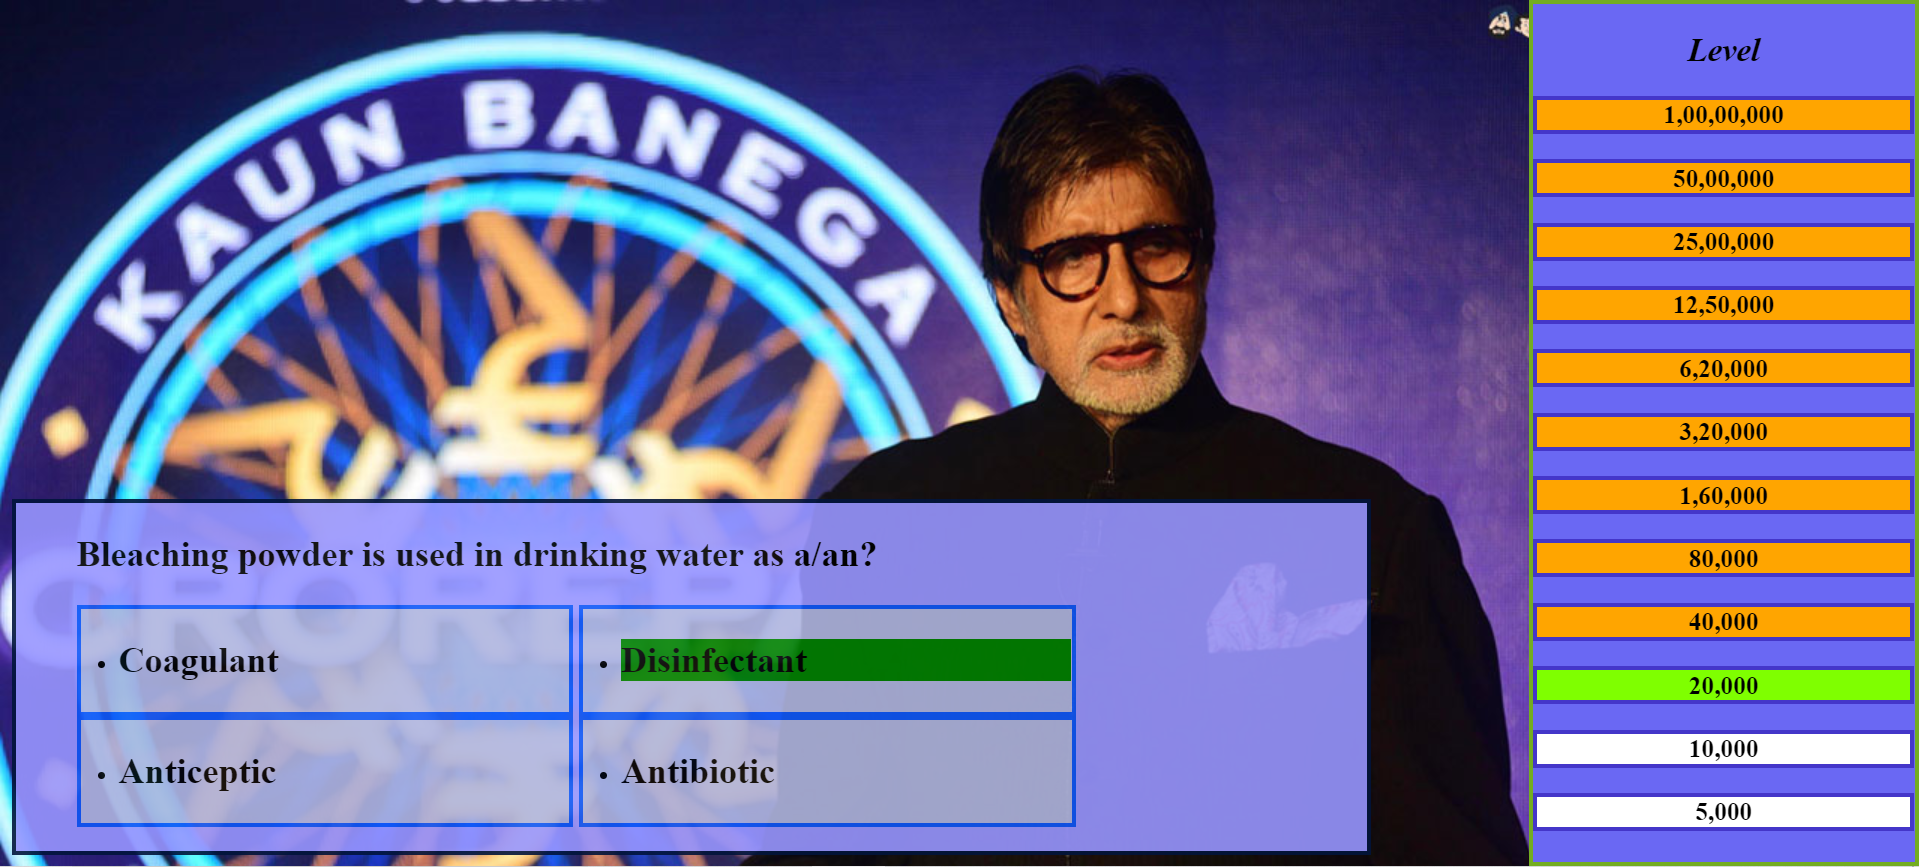 KAUN BANEGA
CROREP
Bleaching powder is used in drinking water as a/an?
Coagulant
Disinfectant
Anticeptic
Antibiotic
Level
1,00,00,000
50,00,000
25,00,000
12,50,000
6,20,000
3,20,000
1,60,000
80,000
40,000
20,000
10,000
5,000